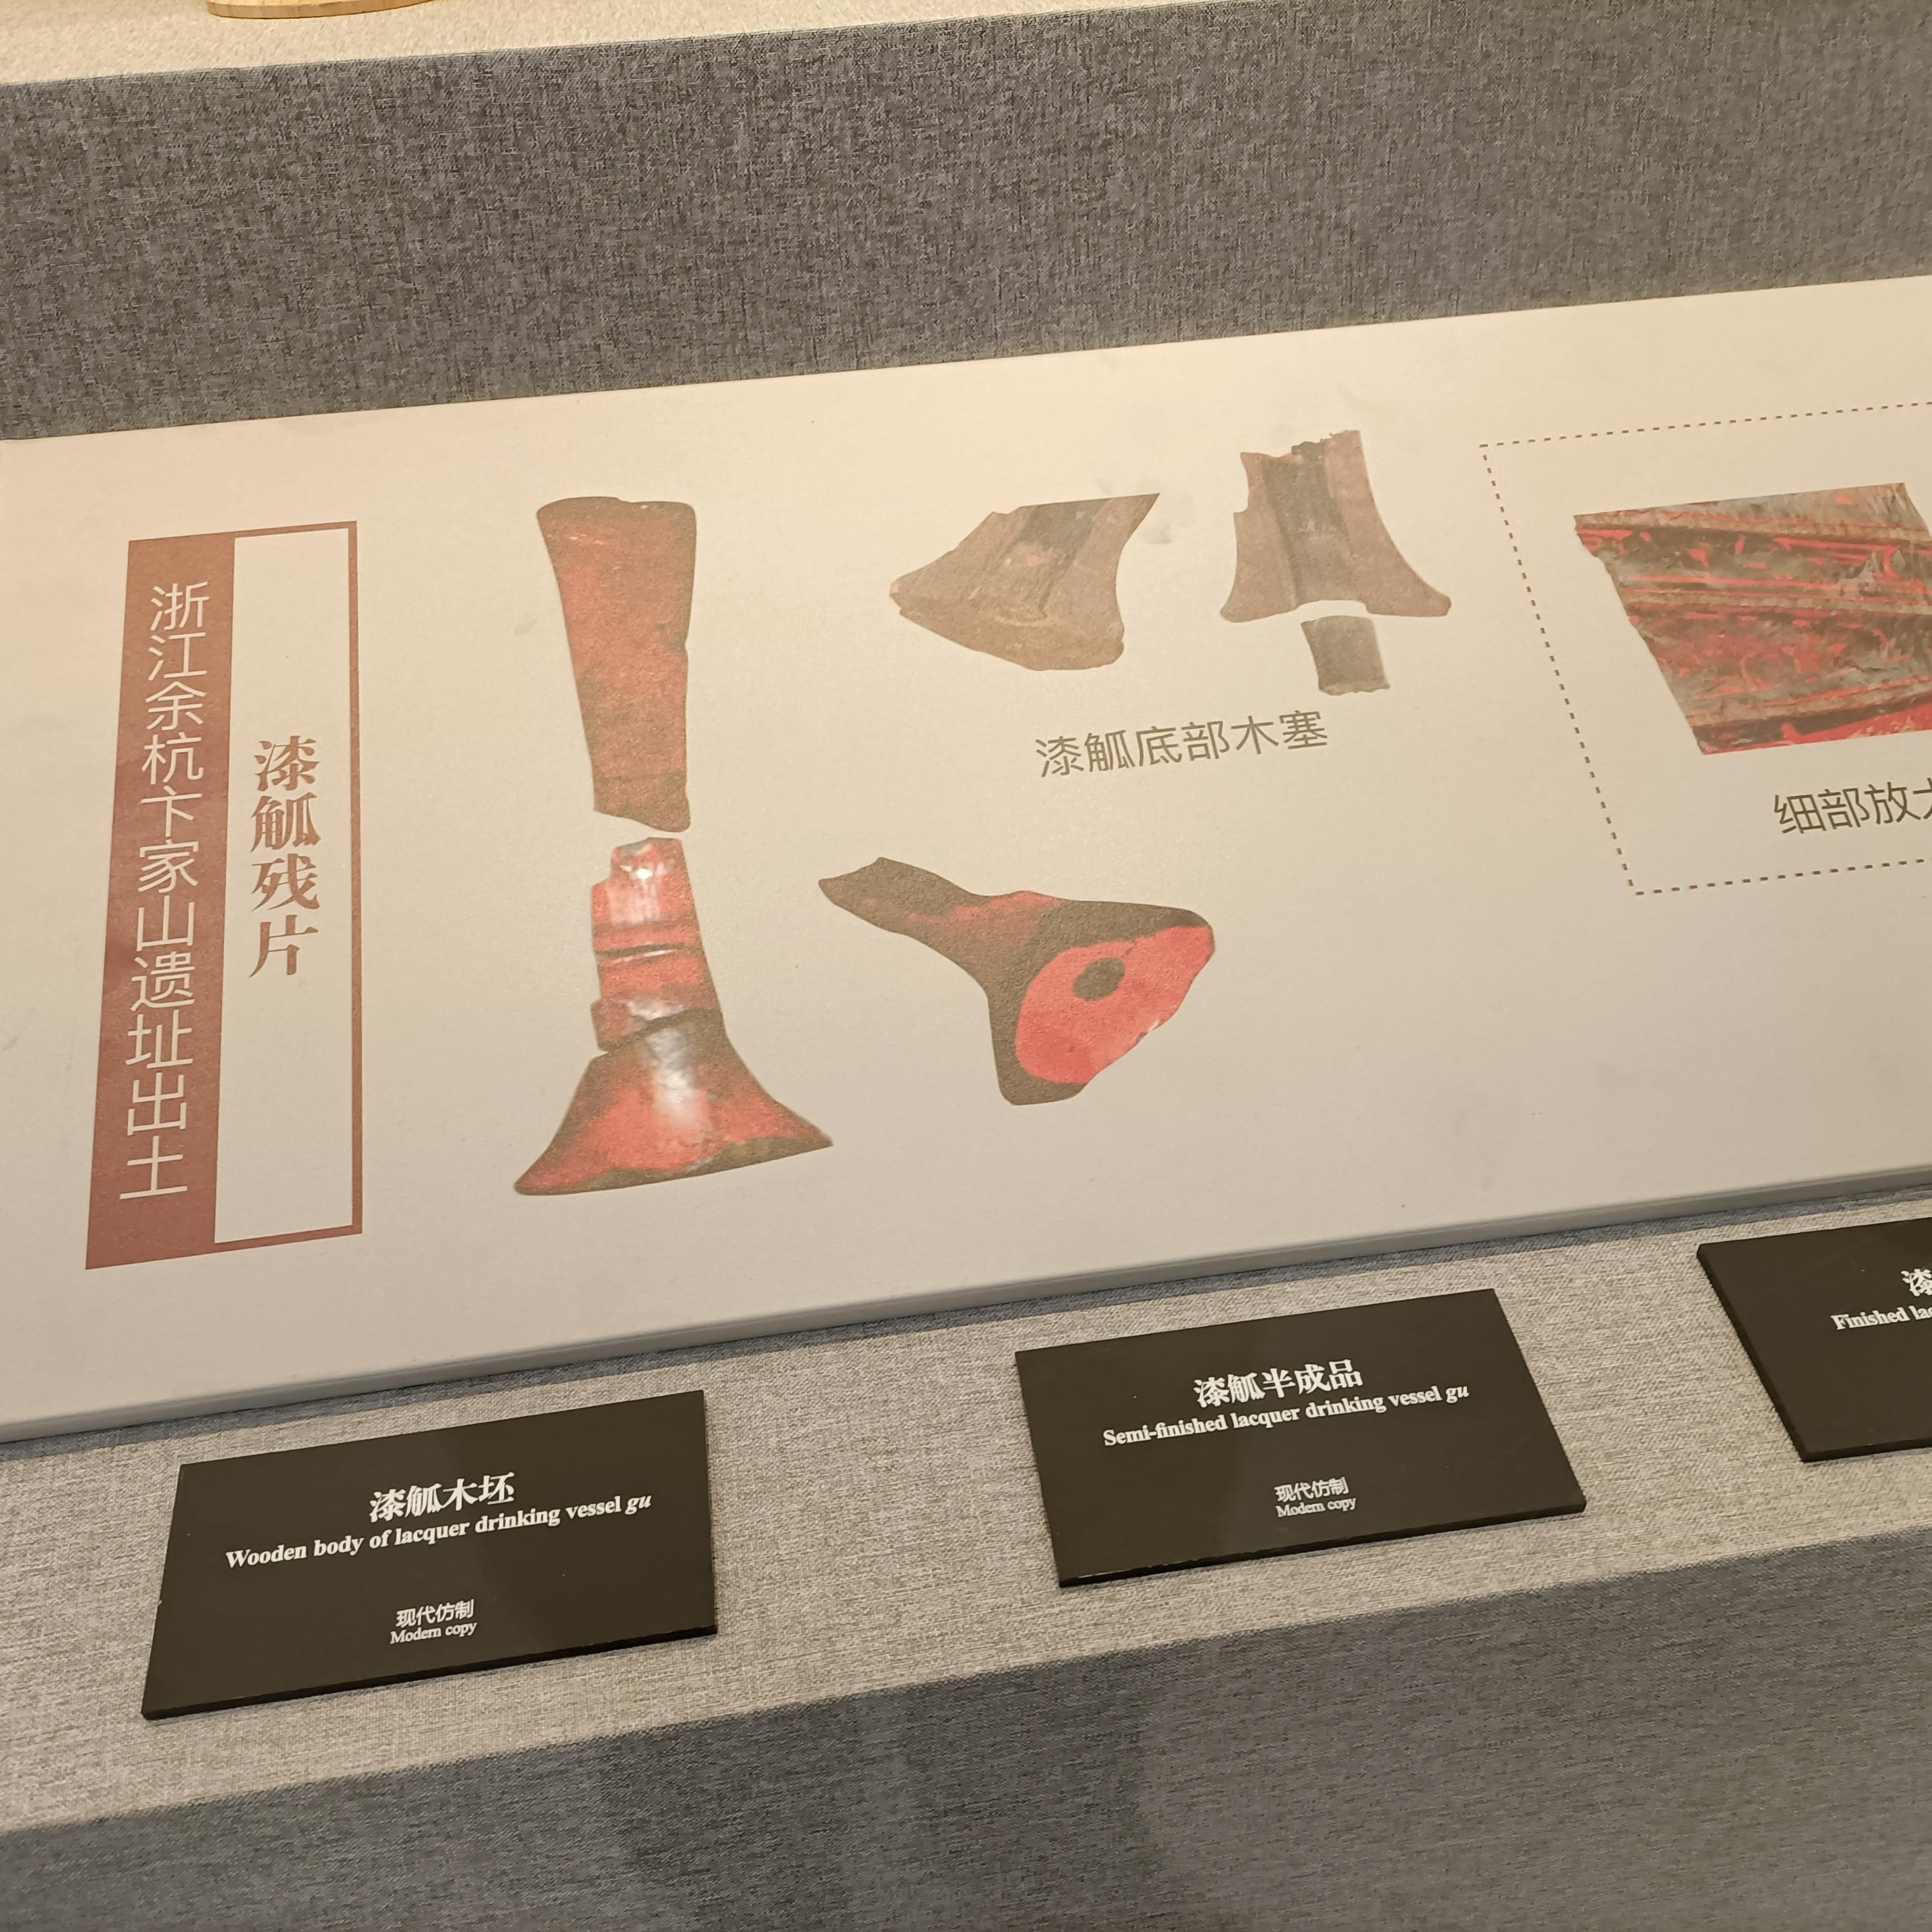 浙江余杭卞家山遗址出土
漆觚残片
漆觚底部木塞
细部放大
漆觚木坯
Wooden body of lacquer drinking vessel gu
现代仿制
Modern copy
漆觚半成品
Semi-finished lacquer drinking vessel gu
现代仿制
Modern copy
漆
Finished